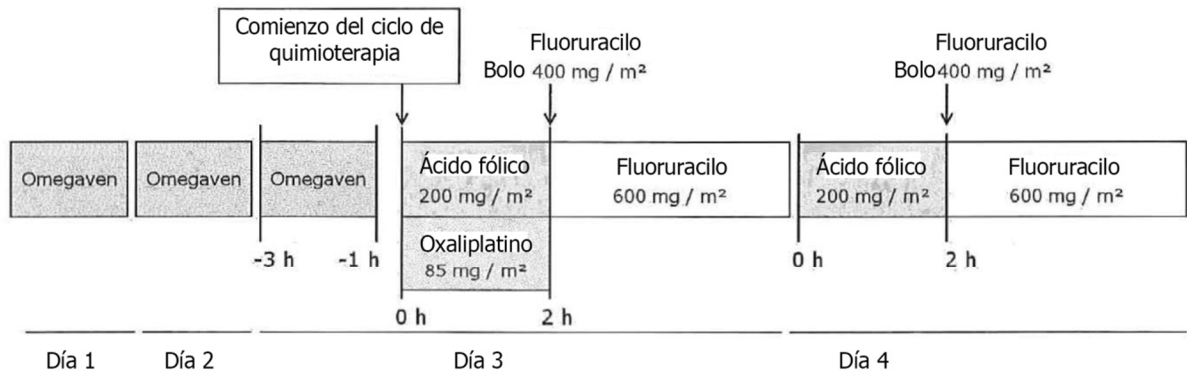 Comienzo del ciclo de
quimioterapia
Fluoruracilo
Bolo 400 mg / m²
Fluoruracilo
Bolo 400 mg / m²
Omegaven
Omegaven
Omegaven
Ácido fólico
200 mg / m²
Fluoruracilo
600 mg / m²
Ácido fólico
200 mg / m²
Fluoruracilo
600 mg / m²
-3 h
-1 h
Oxaliplatino
85 mg / m²
0 h
2 h
0 h
2 h
Día 1
Día 2
Día 3
Día 4